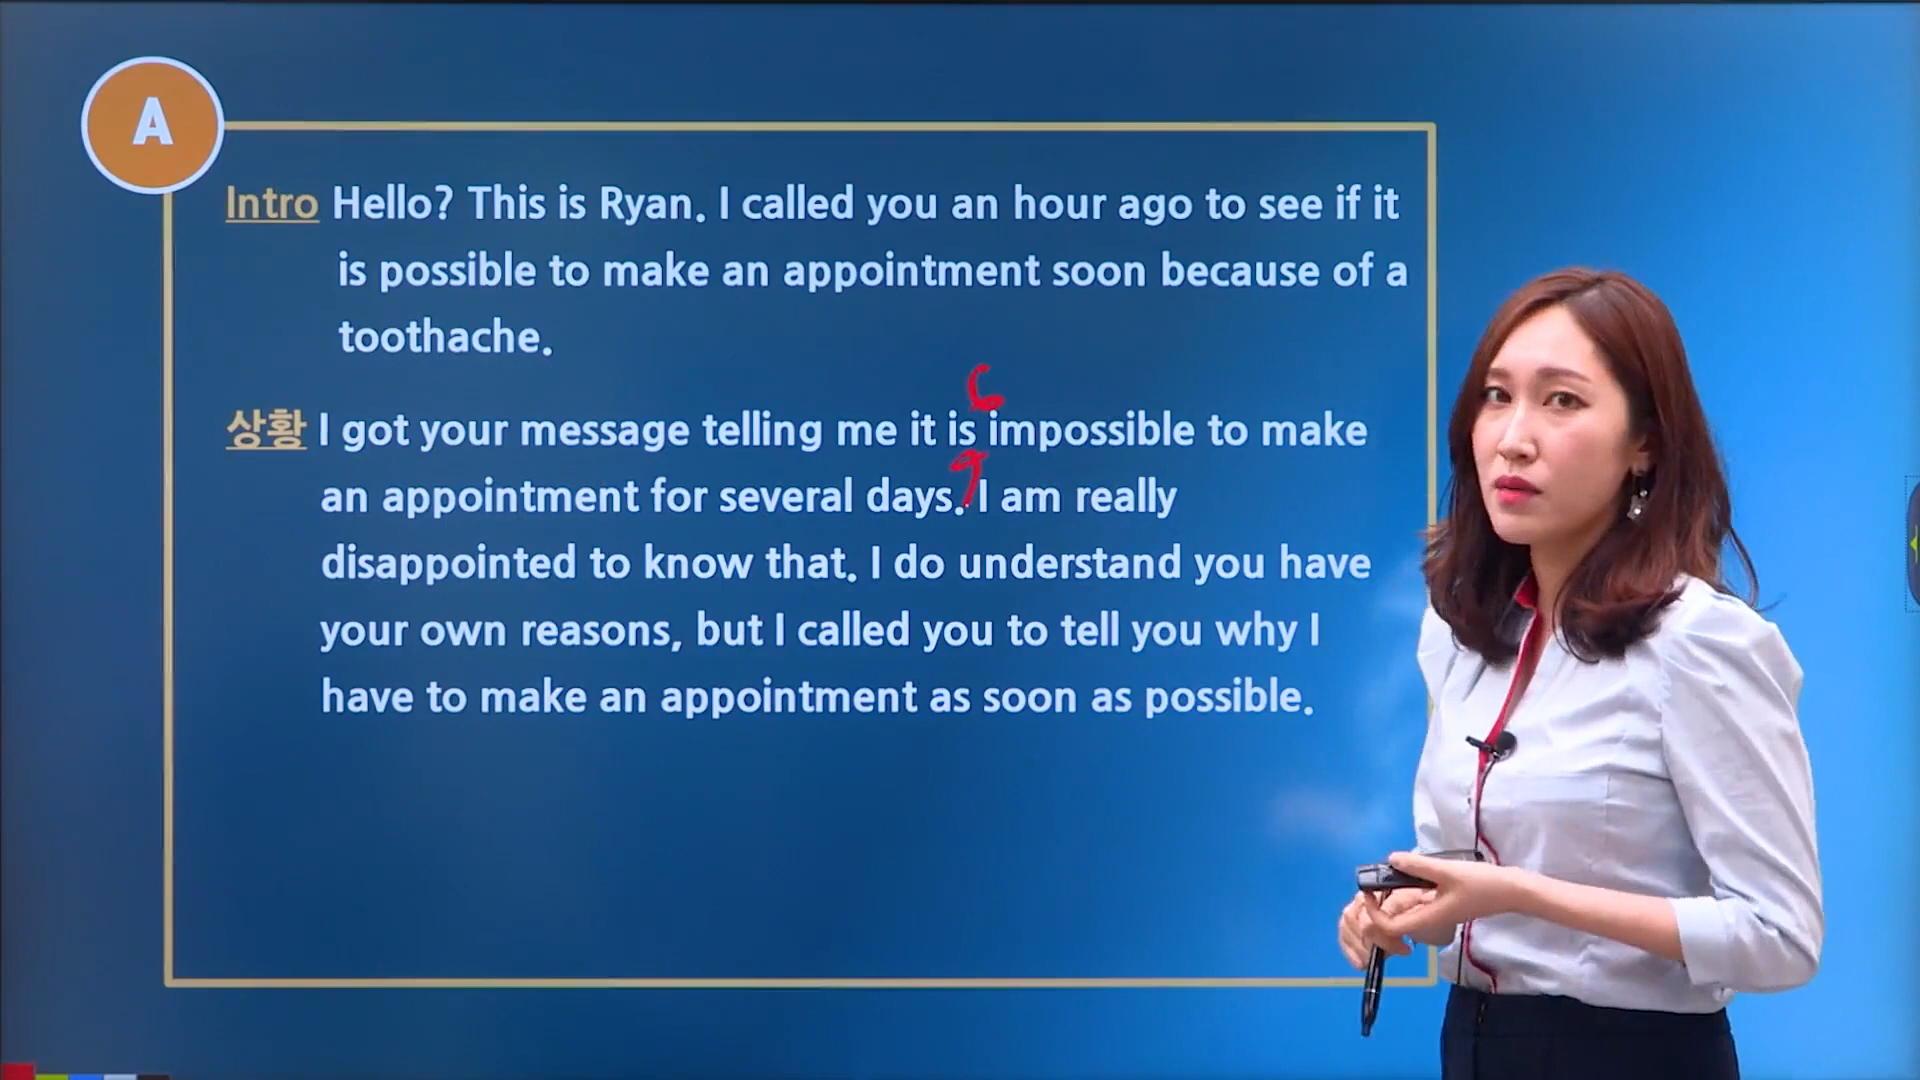 A
Intro Hello? This is Ryan. I called you an hour ago to see if it
is possible to make an appointment soon because of a
toothache.
6
상황 I got your message telling me it is impossible to make
9
an appointment for several days. I am really
disappointed to know that. I do understand you have
your own reasons, but I called you to tell you why I
have to make an appointment as soon as possible.